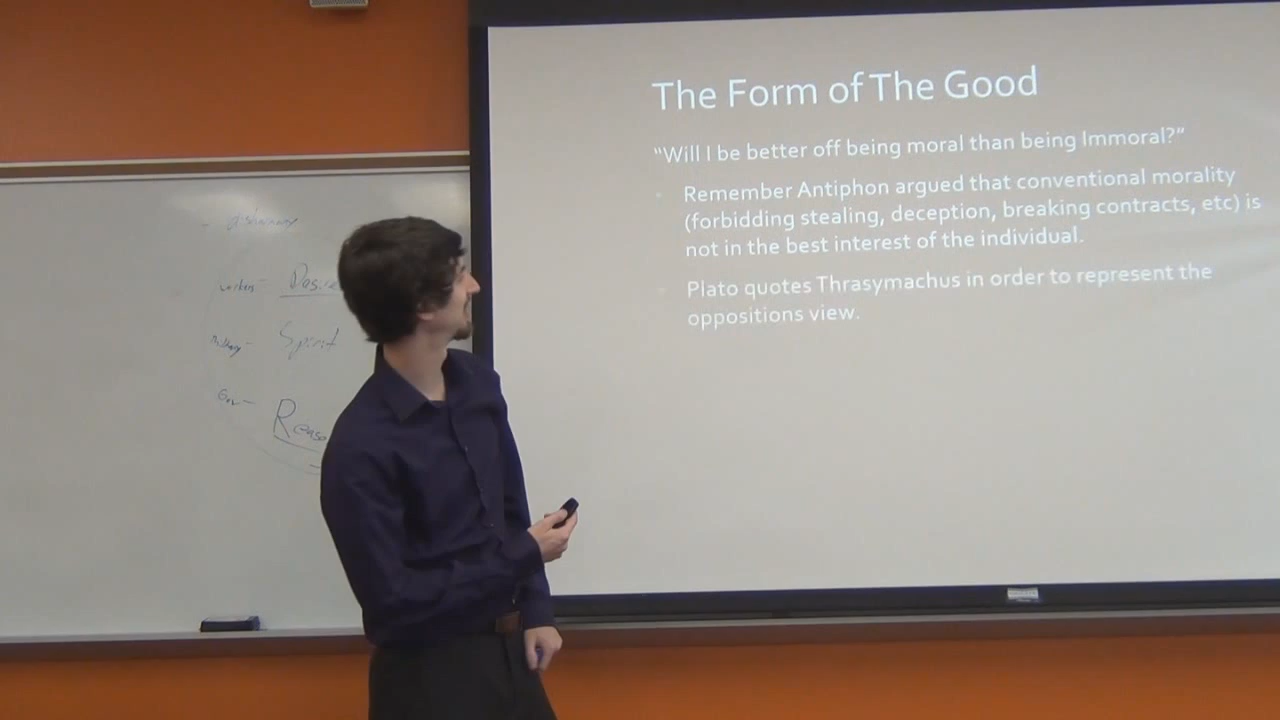 The Form of The Good
“Will I be better off being moral than being Immoral?”
Remember Antiphon argued that conventional morality
(forbidding stealing, deception, breaking contracts, etc) is
not in the best interest of the individual.
Plato quotes Thrasymachus in order to represent the
oppositions view.
Desire
Spirit
Reaso